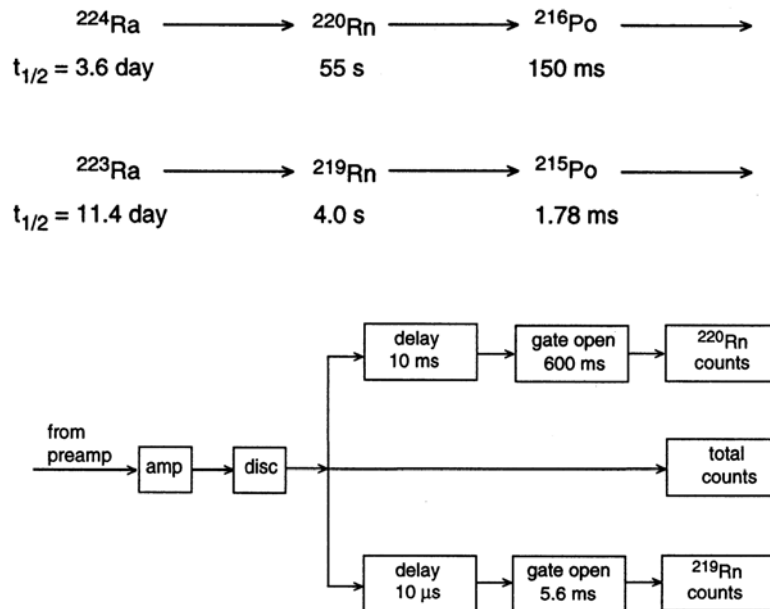 ²²⁴Ra ²²⁰Rn ²¹⁶Po
t₁/₂ = 3.6 day 55 s 150 ms
²²³Ra ²¹⁹Rn ²¹⁵Po
t₁/₂ = 11.4 day 4.0 s 1.78 ms
delay
10 ms
gate open
600 ms
²²⁰Rn
counts
from
preamp
amp
disc
total
counts
delay
10 μs
gate open
5.6 ms
²¹⁹Rn
counts